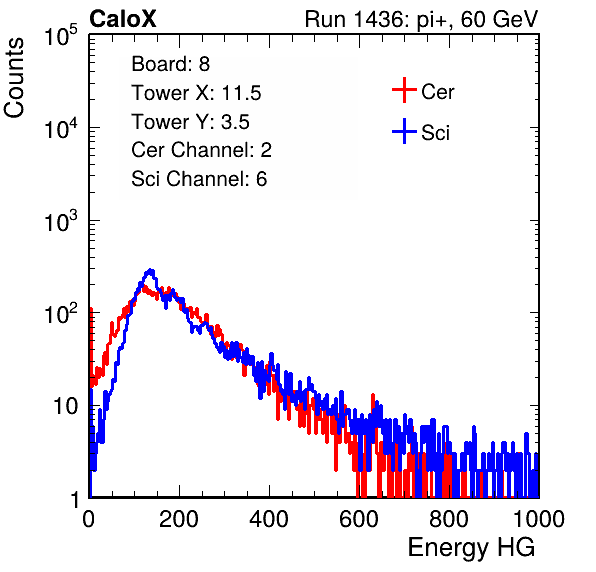 CaloX Run 1436: pi+, 60 GeV
Counts
10^5
10^4
10^3
10^2
10
1
Board: 8
Tower X: 11.5
Tower Y: 3.5
Cer Channel: 2
Sci Channel: 6
Cer
Sci
0 200 400 600 800 1000
Energy HG